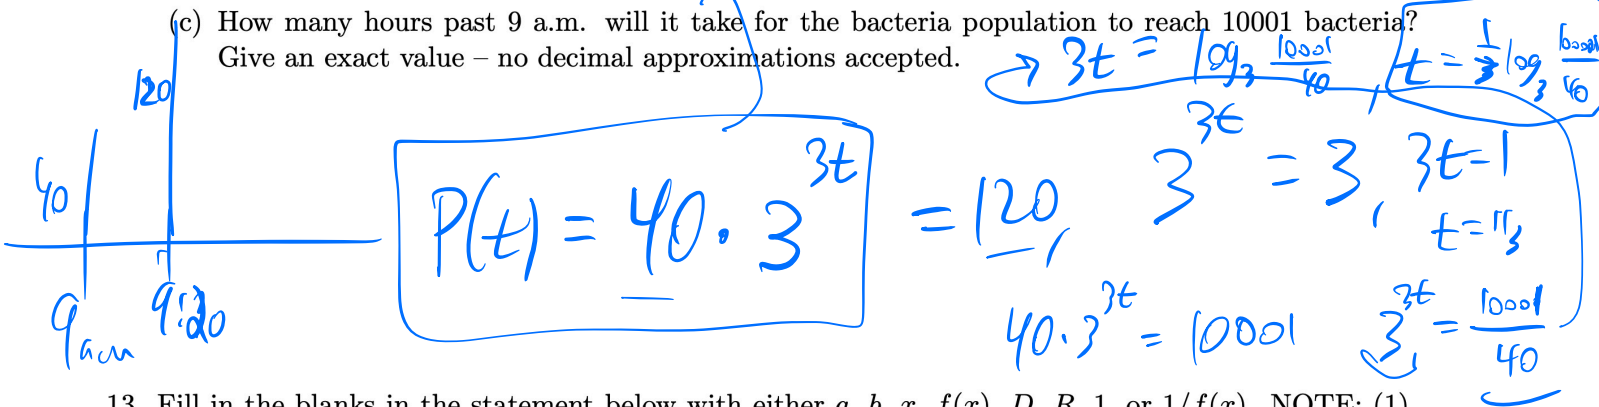 (c) How many hours past 9 a.m. will it take for the bacteria population to reach 10001 bacteria?
Give an exact value – no decimal approximations accepted.
3t = log₃ 10001/40, t = 1/3 log₃ 10001/40
120
40
9am
9:20
P(t) = 40 · 3^3t = 120,
3^3t = 3, 3t=1
t = 1/3
40 · 3^3t = 10001
3^3t = 10001/40
13. Fill in the blanks in the statement below with either a, b, x, f(x), D, R, 1, or 1/f(x). NOTE: (1)